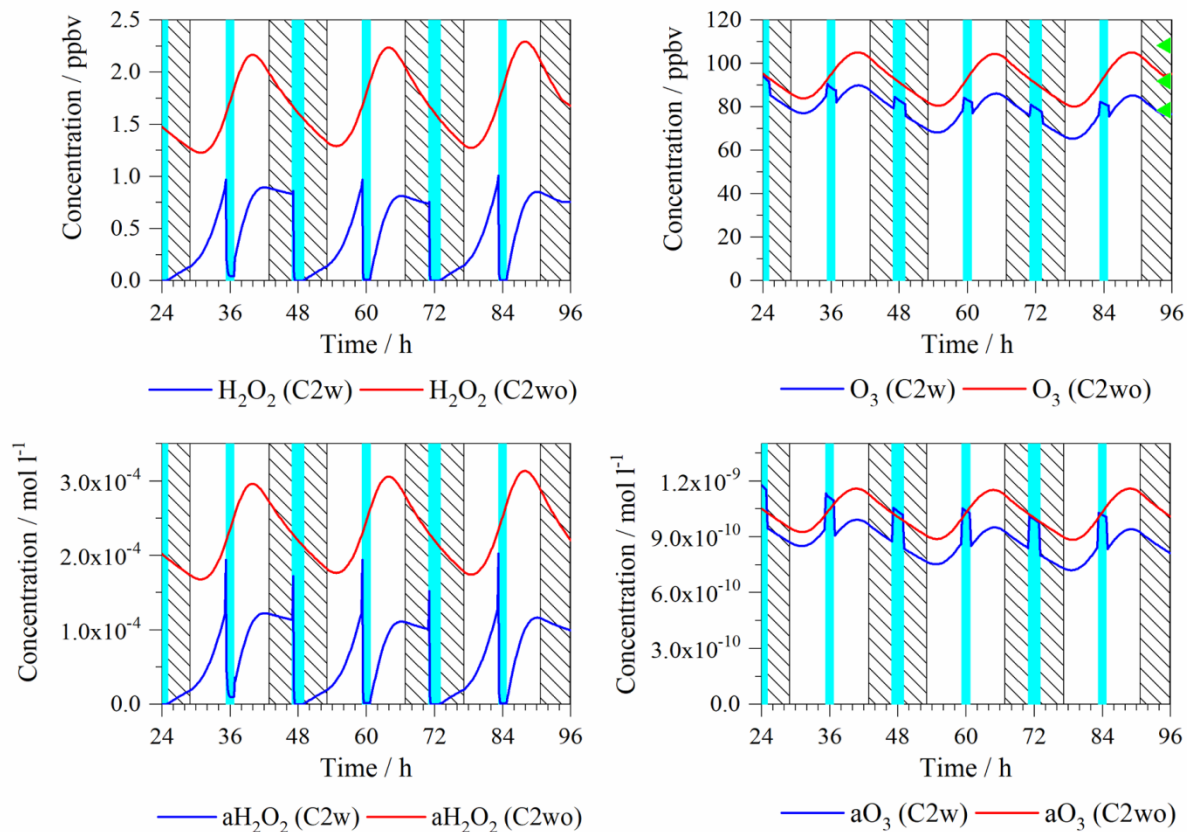 Concentration / ppbv
2.5
2.0
1.5
1.0
0.5
0.0
24 36 48 60 72 84 96
Time / h
H₂O₂ (C2w) H₂O₂ (C2wo)
Concentration / ppbv
120
100
80
60
40
20
0
24 36 48 60 72 84 96
Time / h
O₃ (C2w) O₃ (C2wo)
Concentration / mol l⁻¹
3.0x10⁻⁴
2.0x10⁻⁴
1.0x10⁻⁴
0.0
24 36 48 60 72 84 96
Time / h
aH₂O₂ (C2w) aH₂O₂ (C2wo)
Concentration / mol l⁻¹
1.2x10⁻⁹
9.0x10⁻¹⁰
6.0x10⁻¹⁰
3.0x10⁻¹⁰
0.0
24 36 48 60 72 84 96
Time / h
aO₃ (C2w) aO₃ (C2wo)